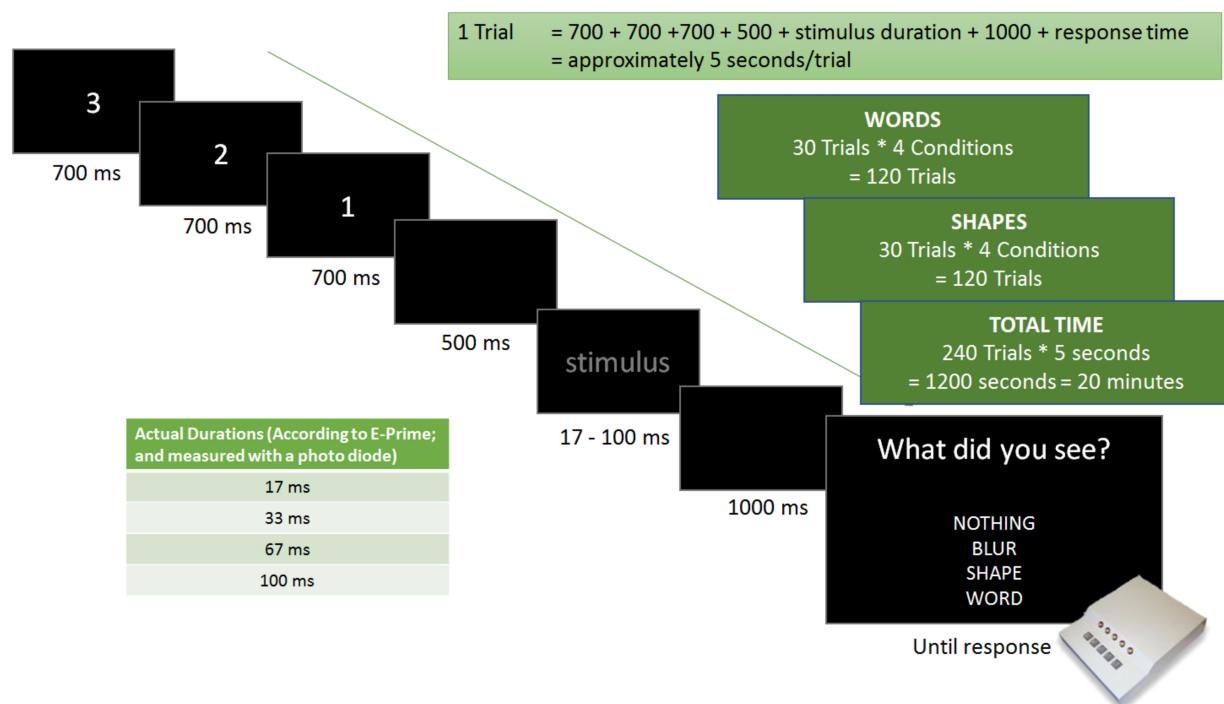 1 Trial = 700 + 700 +700 + 500 + stimulus duration + 1000 + response time
= approximately 5 seconds/trial
3
700 ms
2
700 ms
1
700 ms
500 ms
stimulus
17 - 100 ms
1000 ms
What did you see?
NOTHING
BLUR
SHAPE
WORD
Until response
WORDS
30 Trials * 4 Conditions
= 120 Trials
SHAPES
30 Trials * 4 Conditions
= 120 Trials
TOTAL TIME
240 Trials * 5 seconds
= 1200 seconds = 20 minutes
Actual Durations (According to E-Prime;
and measured with a photo diode)
17 ms
33 ms
67 ms
100 ms